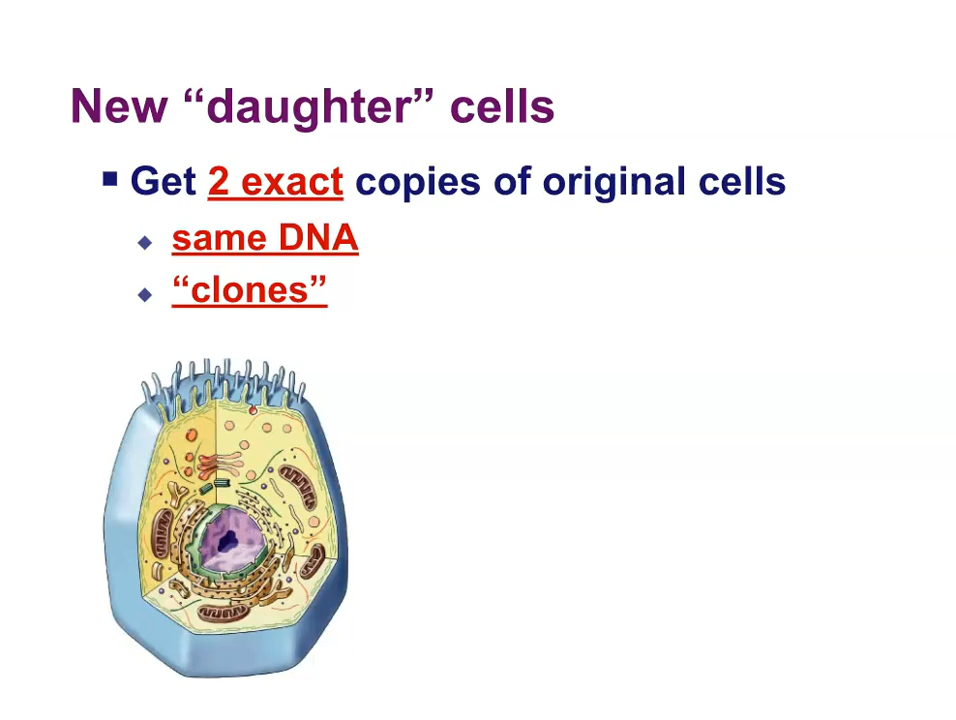 New “daughter” cells
Get 2 exact copies of original cells
same DNA
“clones”